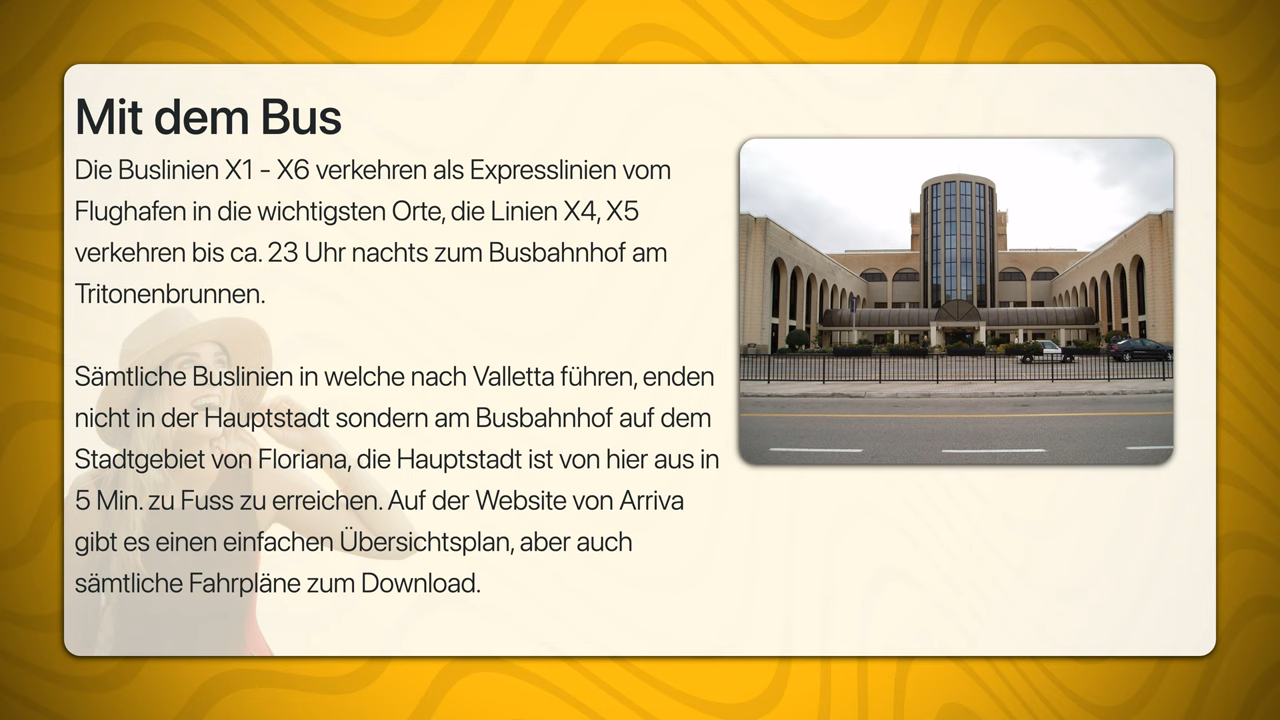 Mit dem Bus
Die Buslinien X1 - X6 verkehren als Expresslinien vom
Flughafen in die wichtigsten Orte, die Linien X4, X5
verkehren bis ca. 23 Uhr nachts zum Busbahnhof am
Tritonenbrunnen.
Sämtliche Buslinien in welche nach Valletta führen, enden
nicht in der Hauptstadt sondern am Busbahnhof auf dem
Stadtgebiet von Floriana, die Hauptstadt ist von hier aus in
5 Min. zu Fuss zu erreichen. Auf der Website von Arriva
gibt es einen einfachen Übersichtsplan, aber auch
sämtliche Fahrpläne zum Download.